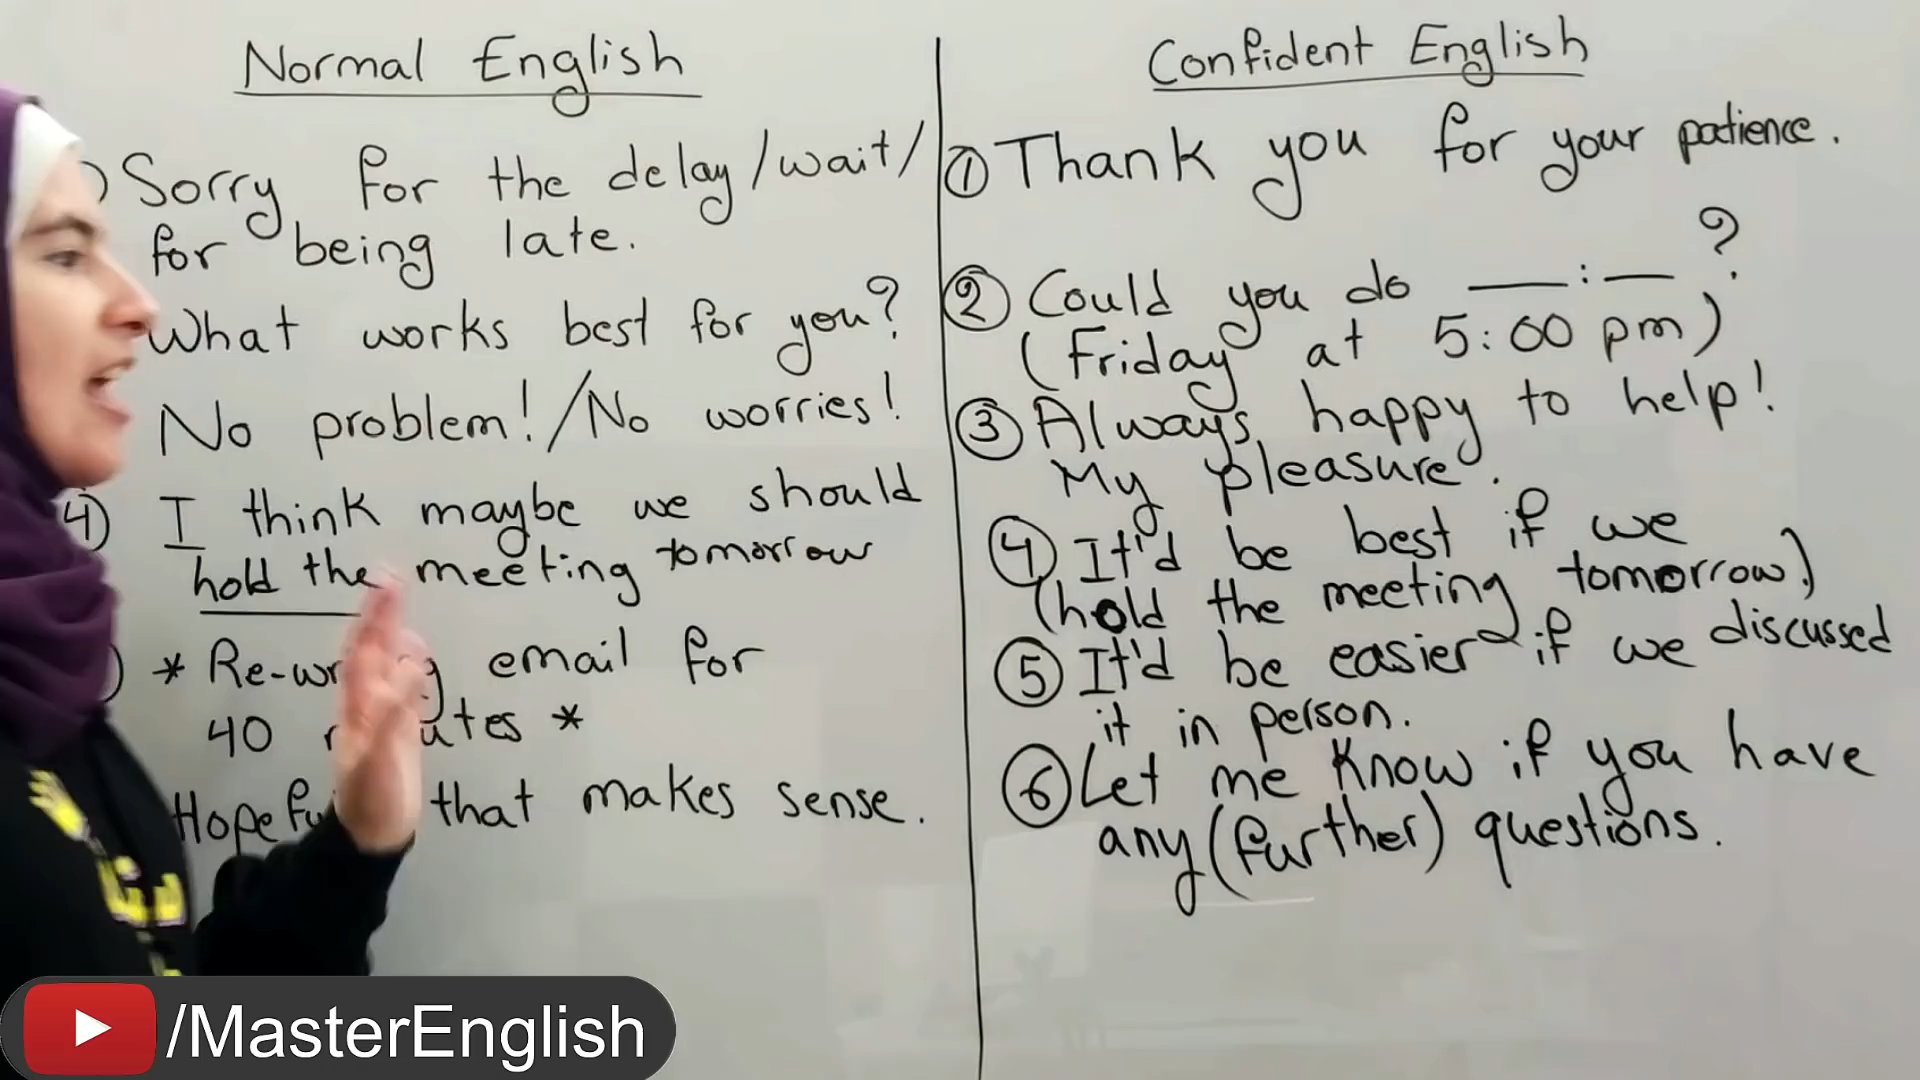 Normal English
Sorry for the delay/wait/
for being late.
What works best for you?
No problem!/No worries!
4) I think maybe we should
hold the meeting tomorrow
* email for
40 *
that makes sense.
Confident English
① Thank you for your patience.
② Could you do __:__?
(Friday at 5:00 pm)
③ Always happy to help!
My pleasure.
④ It'd be best if we
(hold the meeting tomorrow.)
⑤ It'd be easier if we discussed
it in person.
⑥ Let me know if you have
any (further) questions.
/MasterEnglish